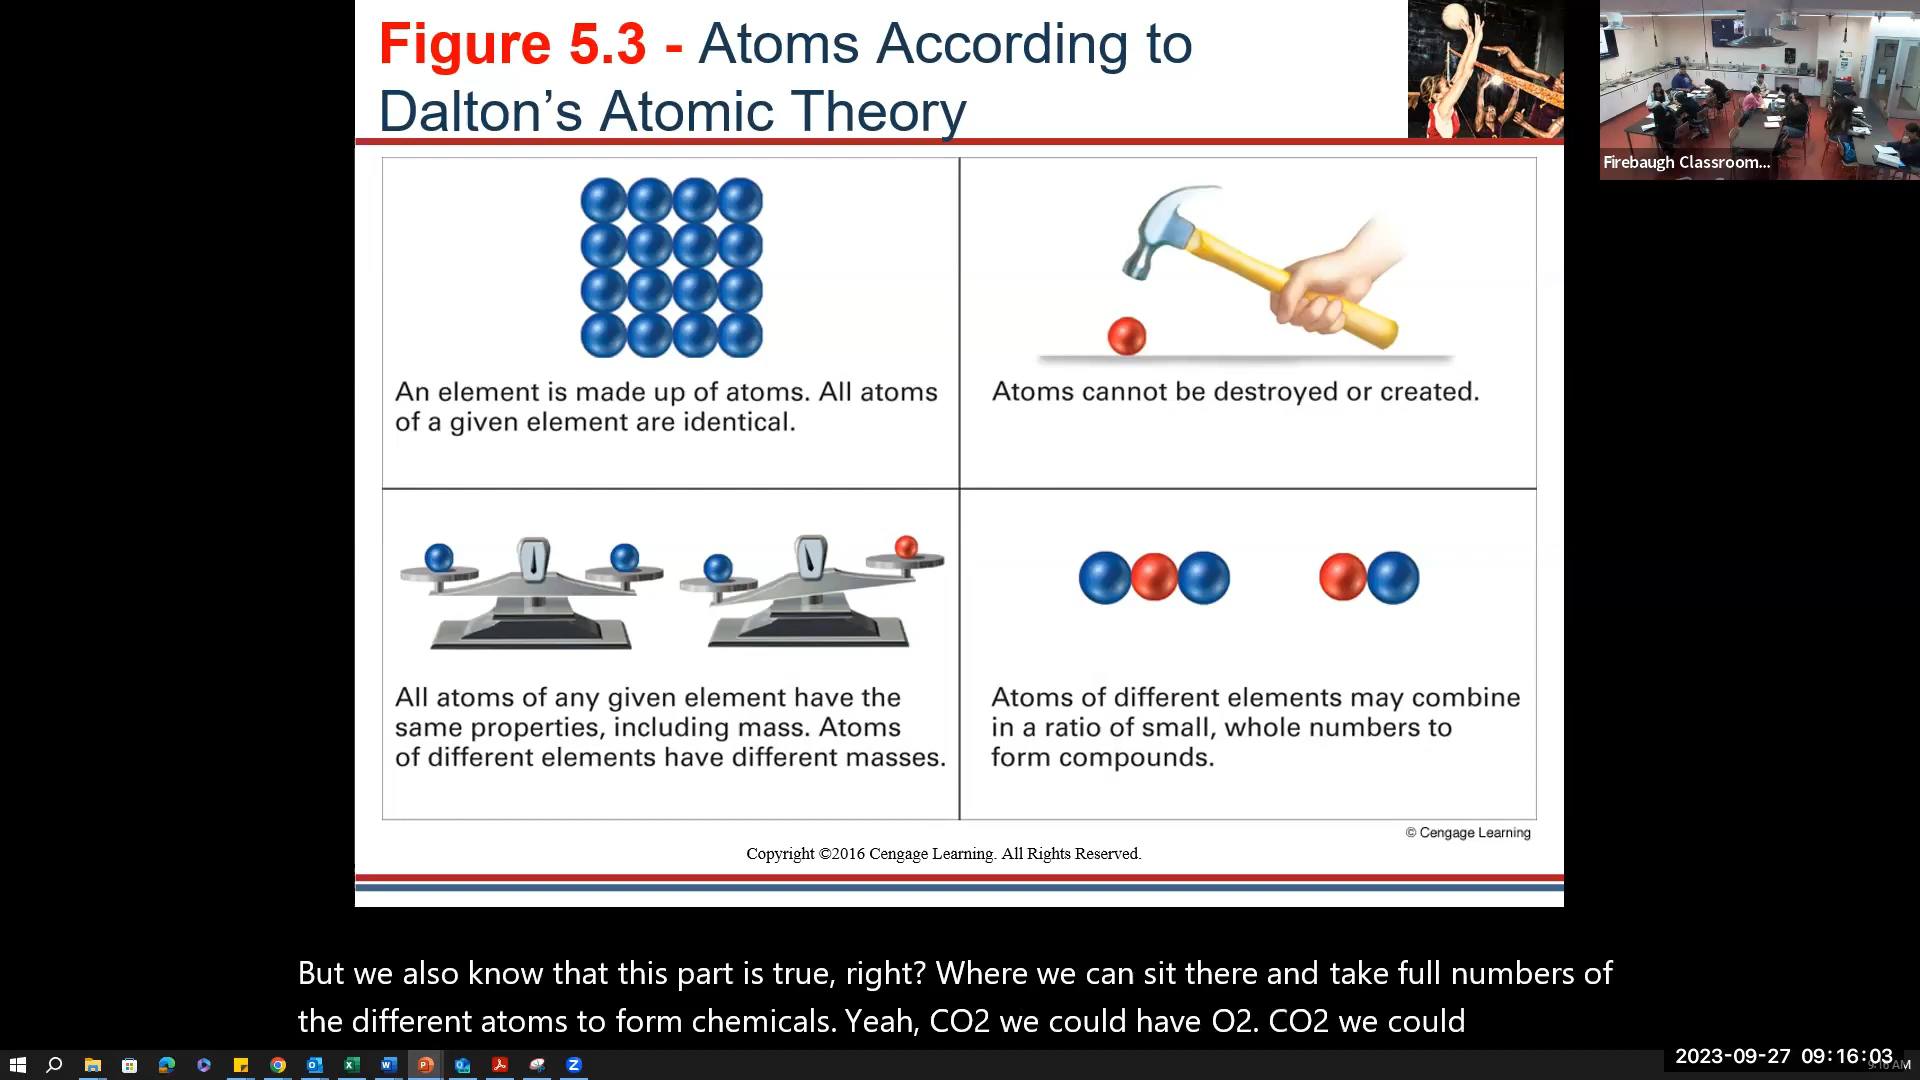 Figure 5.3 - Atoms According to
Dalton’s Atomic Theory
Firebaugh Classroom...
An element is made up of atoms. All atoms
of a given element are identical.
Atoms cannot be destroyed or created.
All atoms of any given element have the
same properties, including mass. Atoms
of different elements have different masses.
Atoms of different elements may combine
in a ratio of small, whole numbers to
form compounds.
© Cengage Learning
Copyright ©2016 Cengage Learning. All Rights Reserved.
But we also know that this part is true, right? Where we can sit there and take full numbers of
the different atoms to form chemicals. Yeah, CO2 we could have O2. CO2 we could
2023-09-27 09:16:03